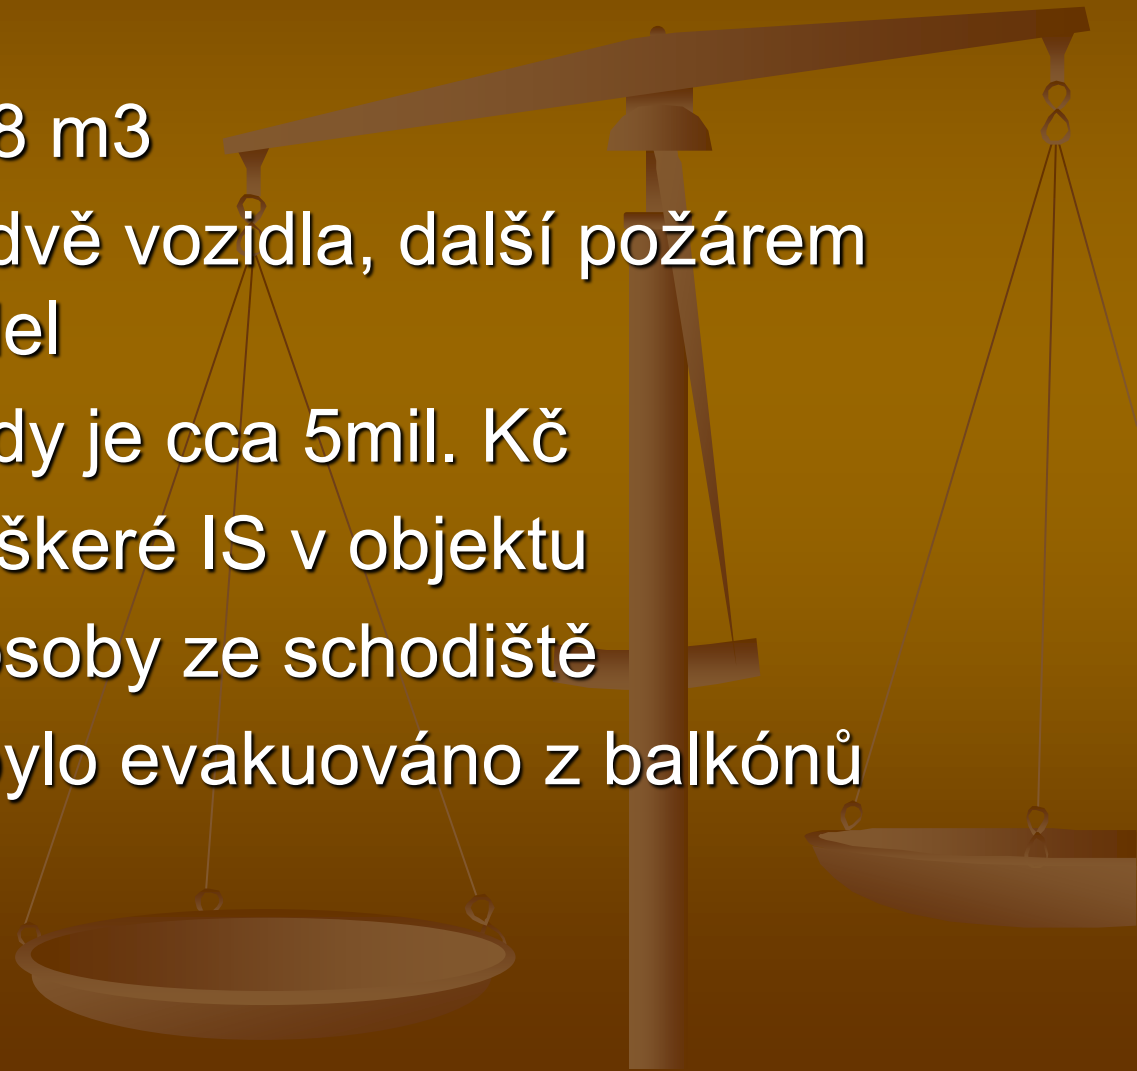 8 m3
dvě vozidla, další požárem
del
dy je cca 5mil. Kč
škeré IS v objektu
osoby ze schodiště
bylo evakuováno z balkónů